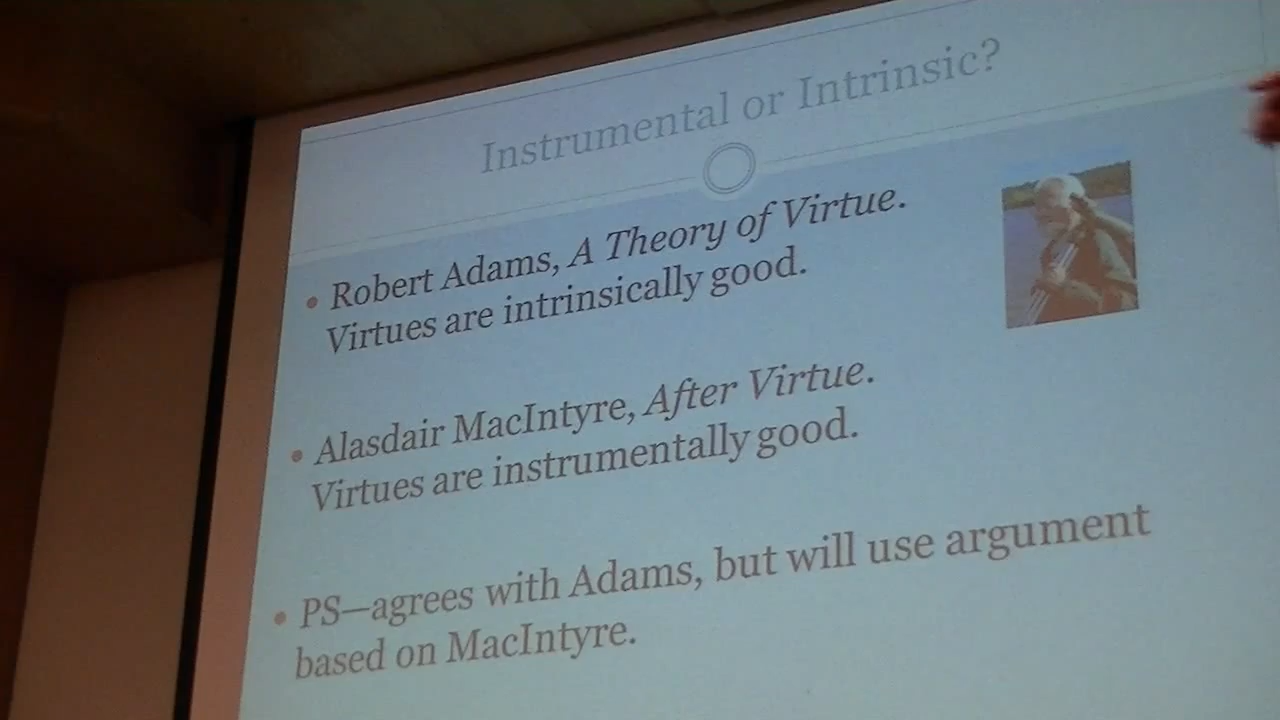 Instrumental or Intrinsic?
• Robert Adams, A Theory of Virtue.
Virtues are intrinsically good.
• Alasdair MacIntyre, After Virtue.
Virtues are instrumentally good.
• PS—agrees with Adams, but will use argument
based on MacIntyre.